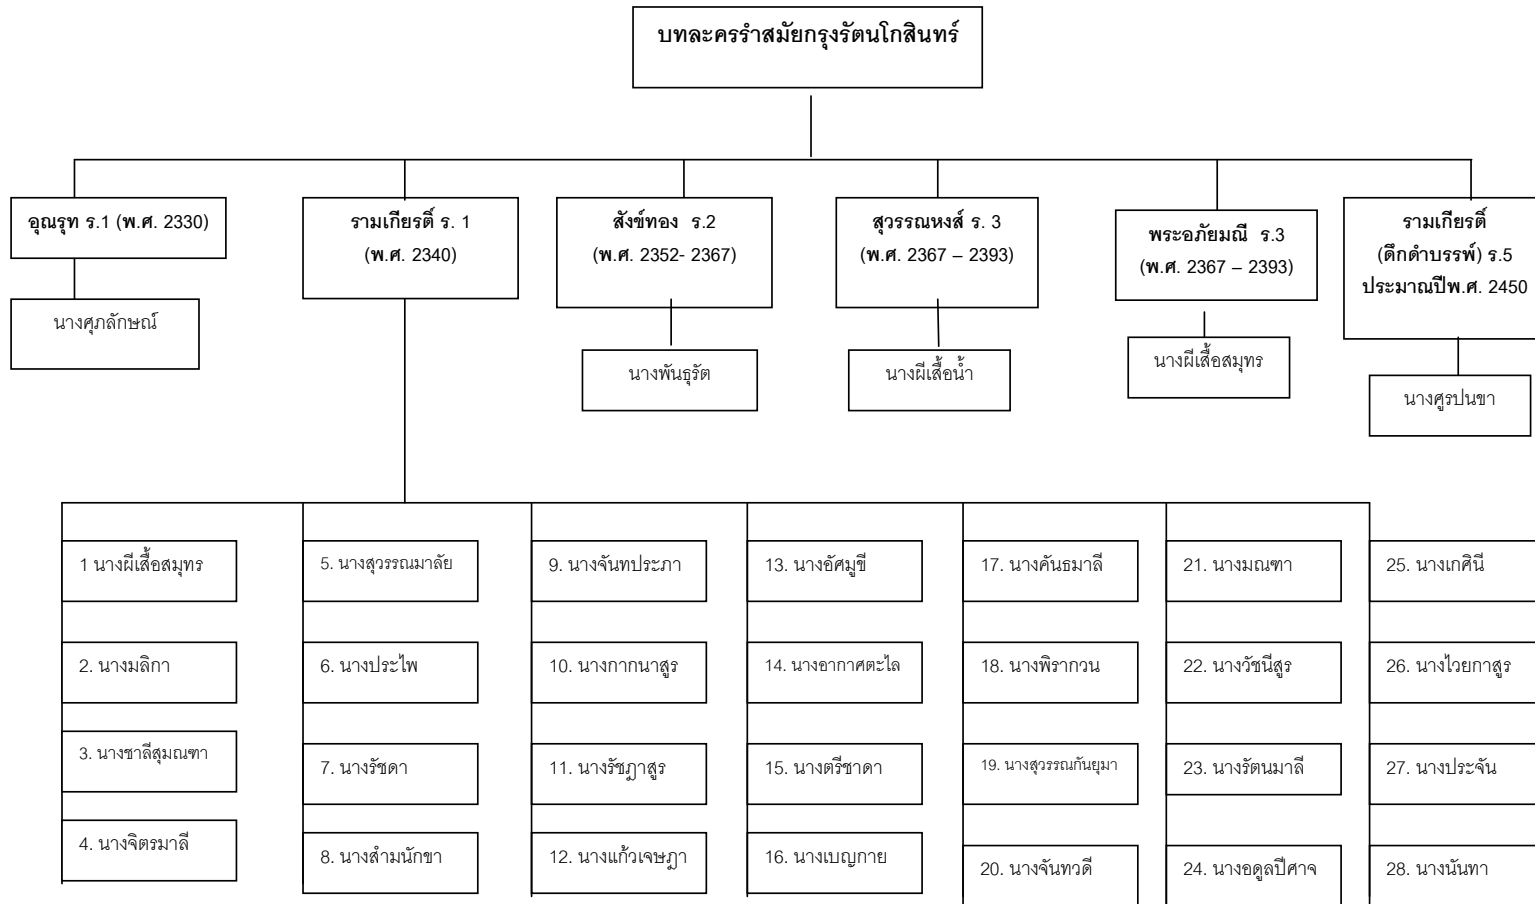 บทละครรำสมัยกรุงรัตนโกสินทร์
อุณรุท ร.1 (พ.ศ. 2330)
รามเกียรติ์ ร. 1
(พ.ศ. 2340)
สังข์ทอง ร.2
(พ.ศ. 2352- 2367)
สุวรรณหงส์ ร. 3
(พ.ศ. 2367 – 2393)
พระอภัยมณี ร.3
(พ.ศ. 2367 – 2393)
รามเกียรติ์
(ดึกดำบรรพ์) ร.5
ประมาณปีพ.ศ. 2450
นางศุภลักษณ์
นางพันธุรัต
นางผีเสื้อน้ำ
นางผีเสื้อสมุทร
นางศูรปนขา
1 นางผีเสื้อสมุทร
5. นางสุวรรณมาลัย
9. นางจันทประภา
13. นางอัศมูขี
17. นางคันธมาลี
21. นางมณฑา
25. นางเกศินี
2. นางมลิกา
6. นางประไพ
10. นางกากนาสูร
14. นางอากาศตะไล
18. นางพิรากวน
22. นางวัชนีสูร
26. นางไวยกาสูร
3. นางชาลีสุมณฑา
7. นางรัชดา
11. นางรัชฎาสูร
15. นางตรีชาดา
19. นางสุวรรณกันยุมา
23. นางรัตนมาลี
27. นางประจัน
4. นางจิตรมาลี
8. นางสำมนักขา
12. นางแก้วเจษฎา
16. นางเบญกาย
20. นางจันทวดี
24. นางอดูลปีศาจ
28. นางนันทา